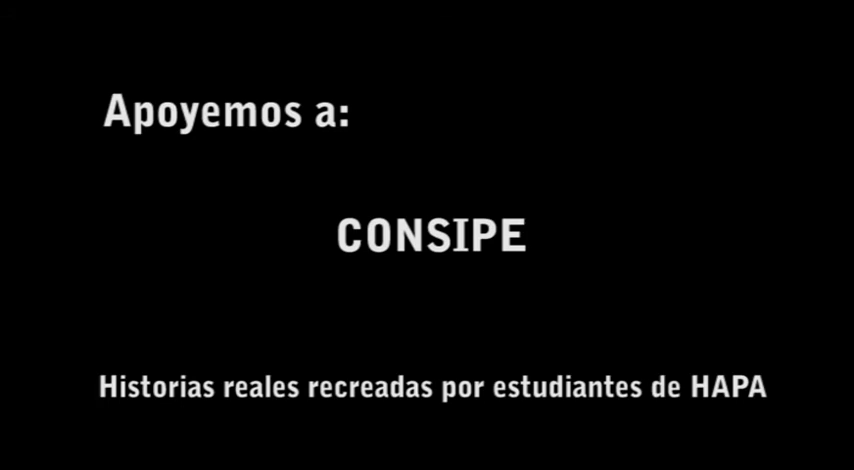 Apoyemos a:
CONSIPE
Historias reales recreadas por estudiantes de HAPA